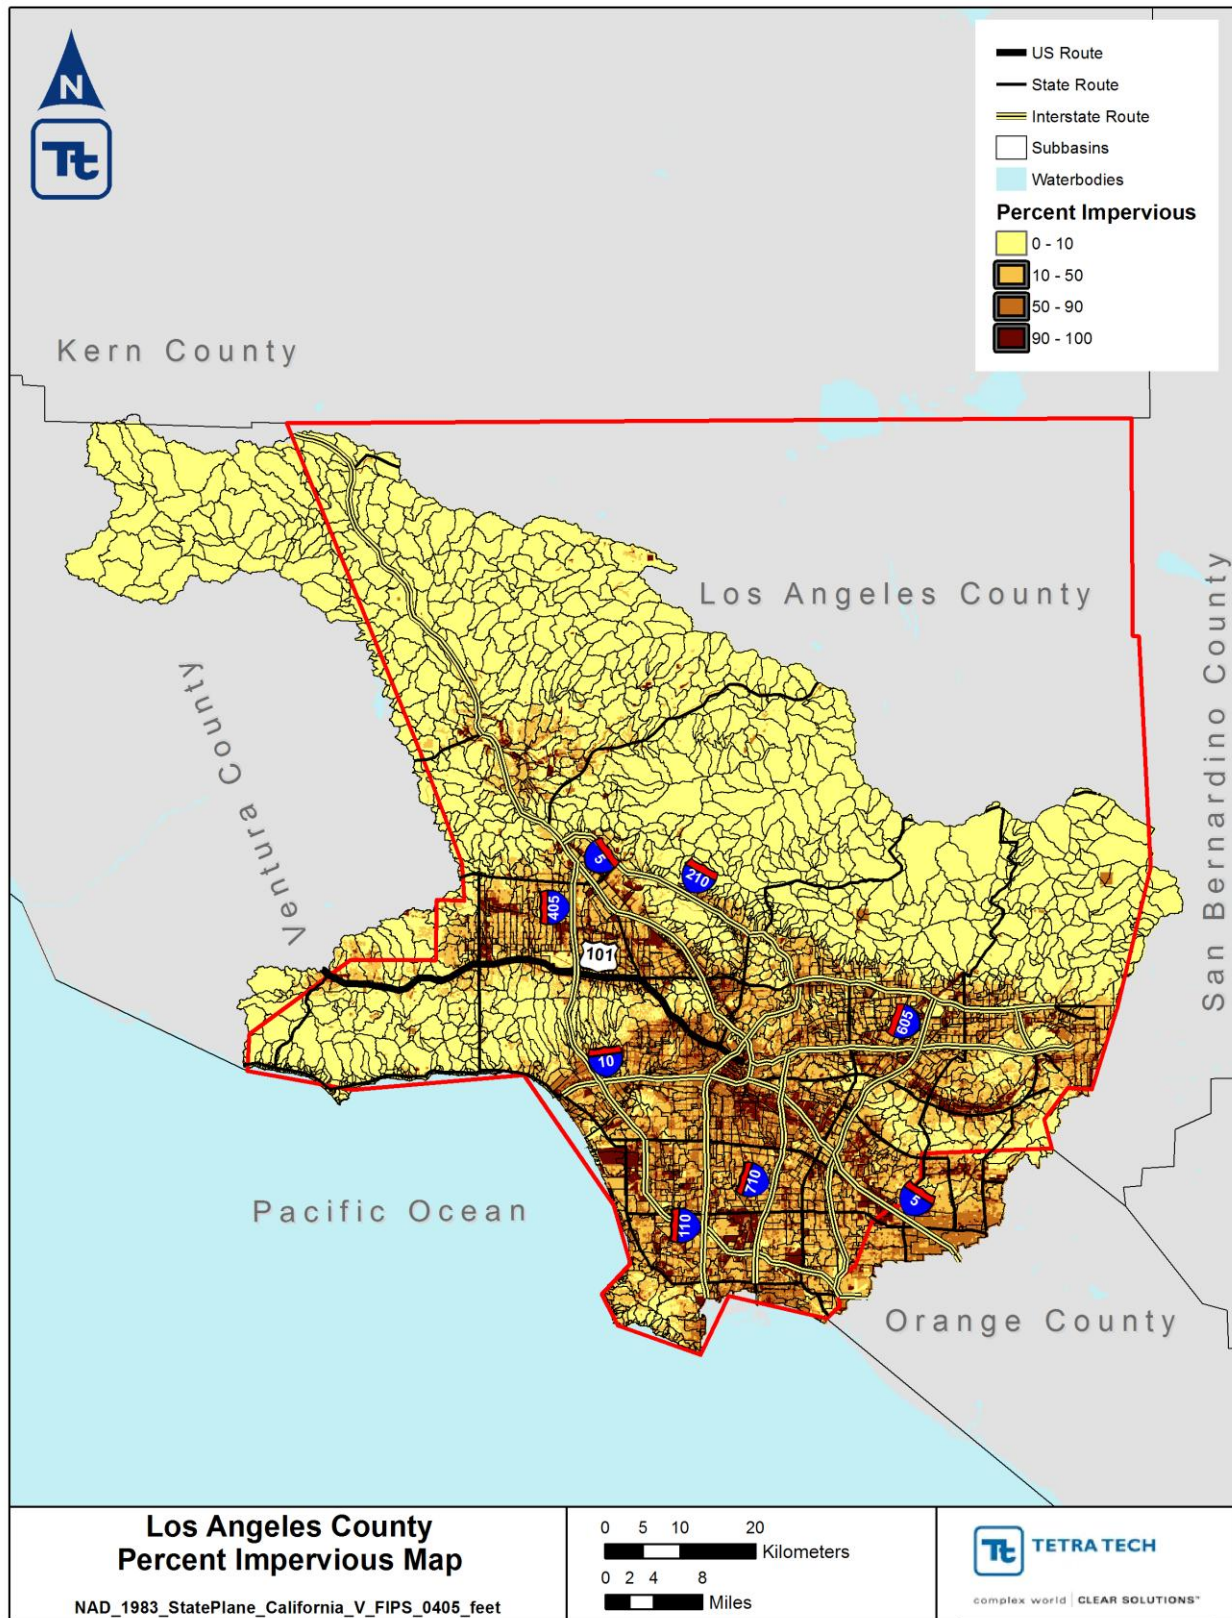 N
Tt
US Route
State Route
Interstate Route
Subbasins
Waterbodies
Percent Impervious
0 - 10
10 - 50
50 - 90
90 - 100
Kern County
Los Angeles County
Ventura County
San Bernardino County
5
210
405
101
605
10
710
5
110
Pacific Ocean
Orange County
Los Angeles County
Percent Impervious Map
NAD_1983_StatePlane_California_V_FIPS_0405_feet
0 5 10 20
Kilometers
0 2 4 8
Miles
Tt TETRA TECH
complex world | CLEAR SOLUTIONS™